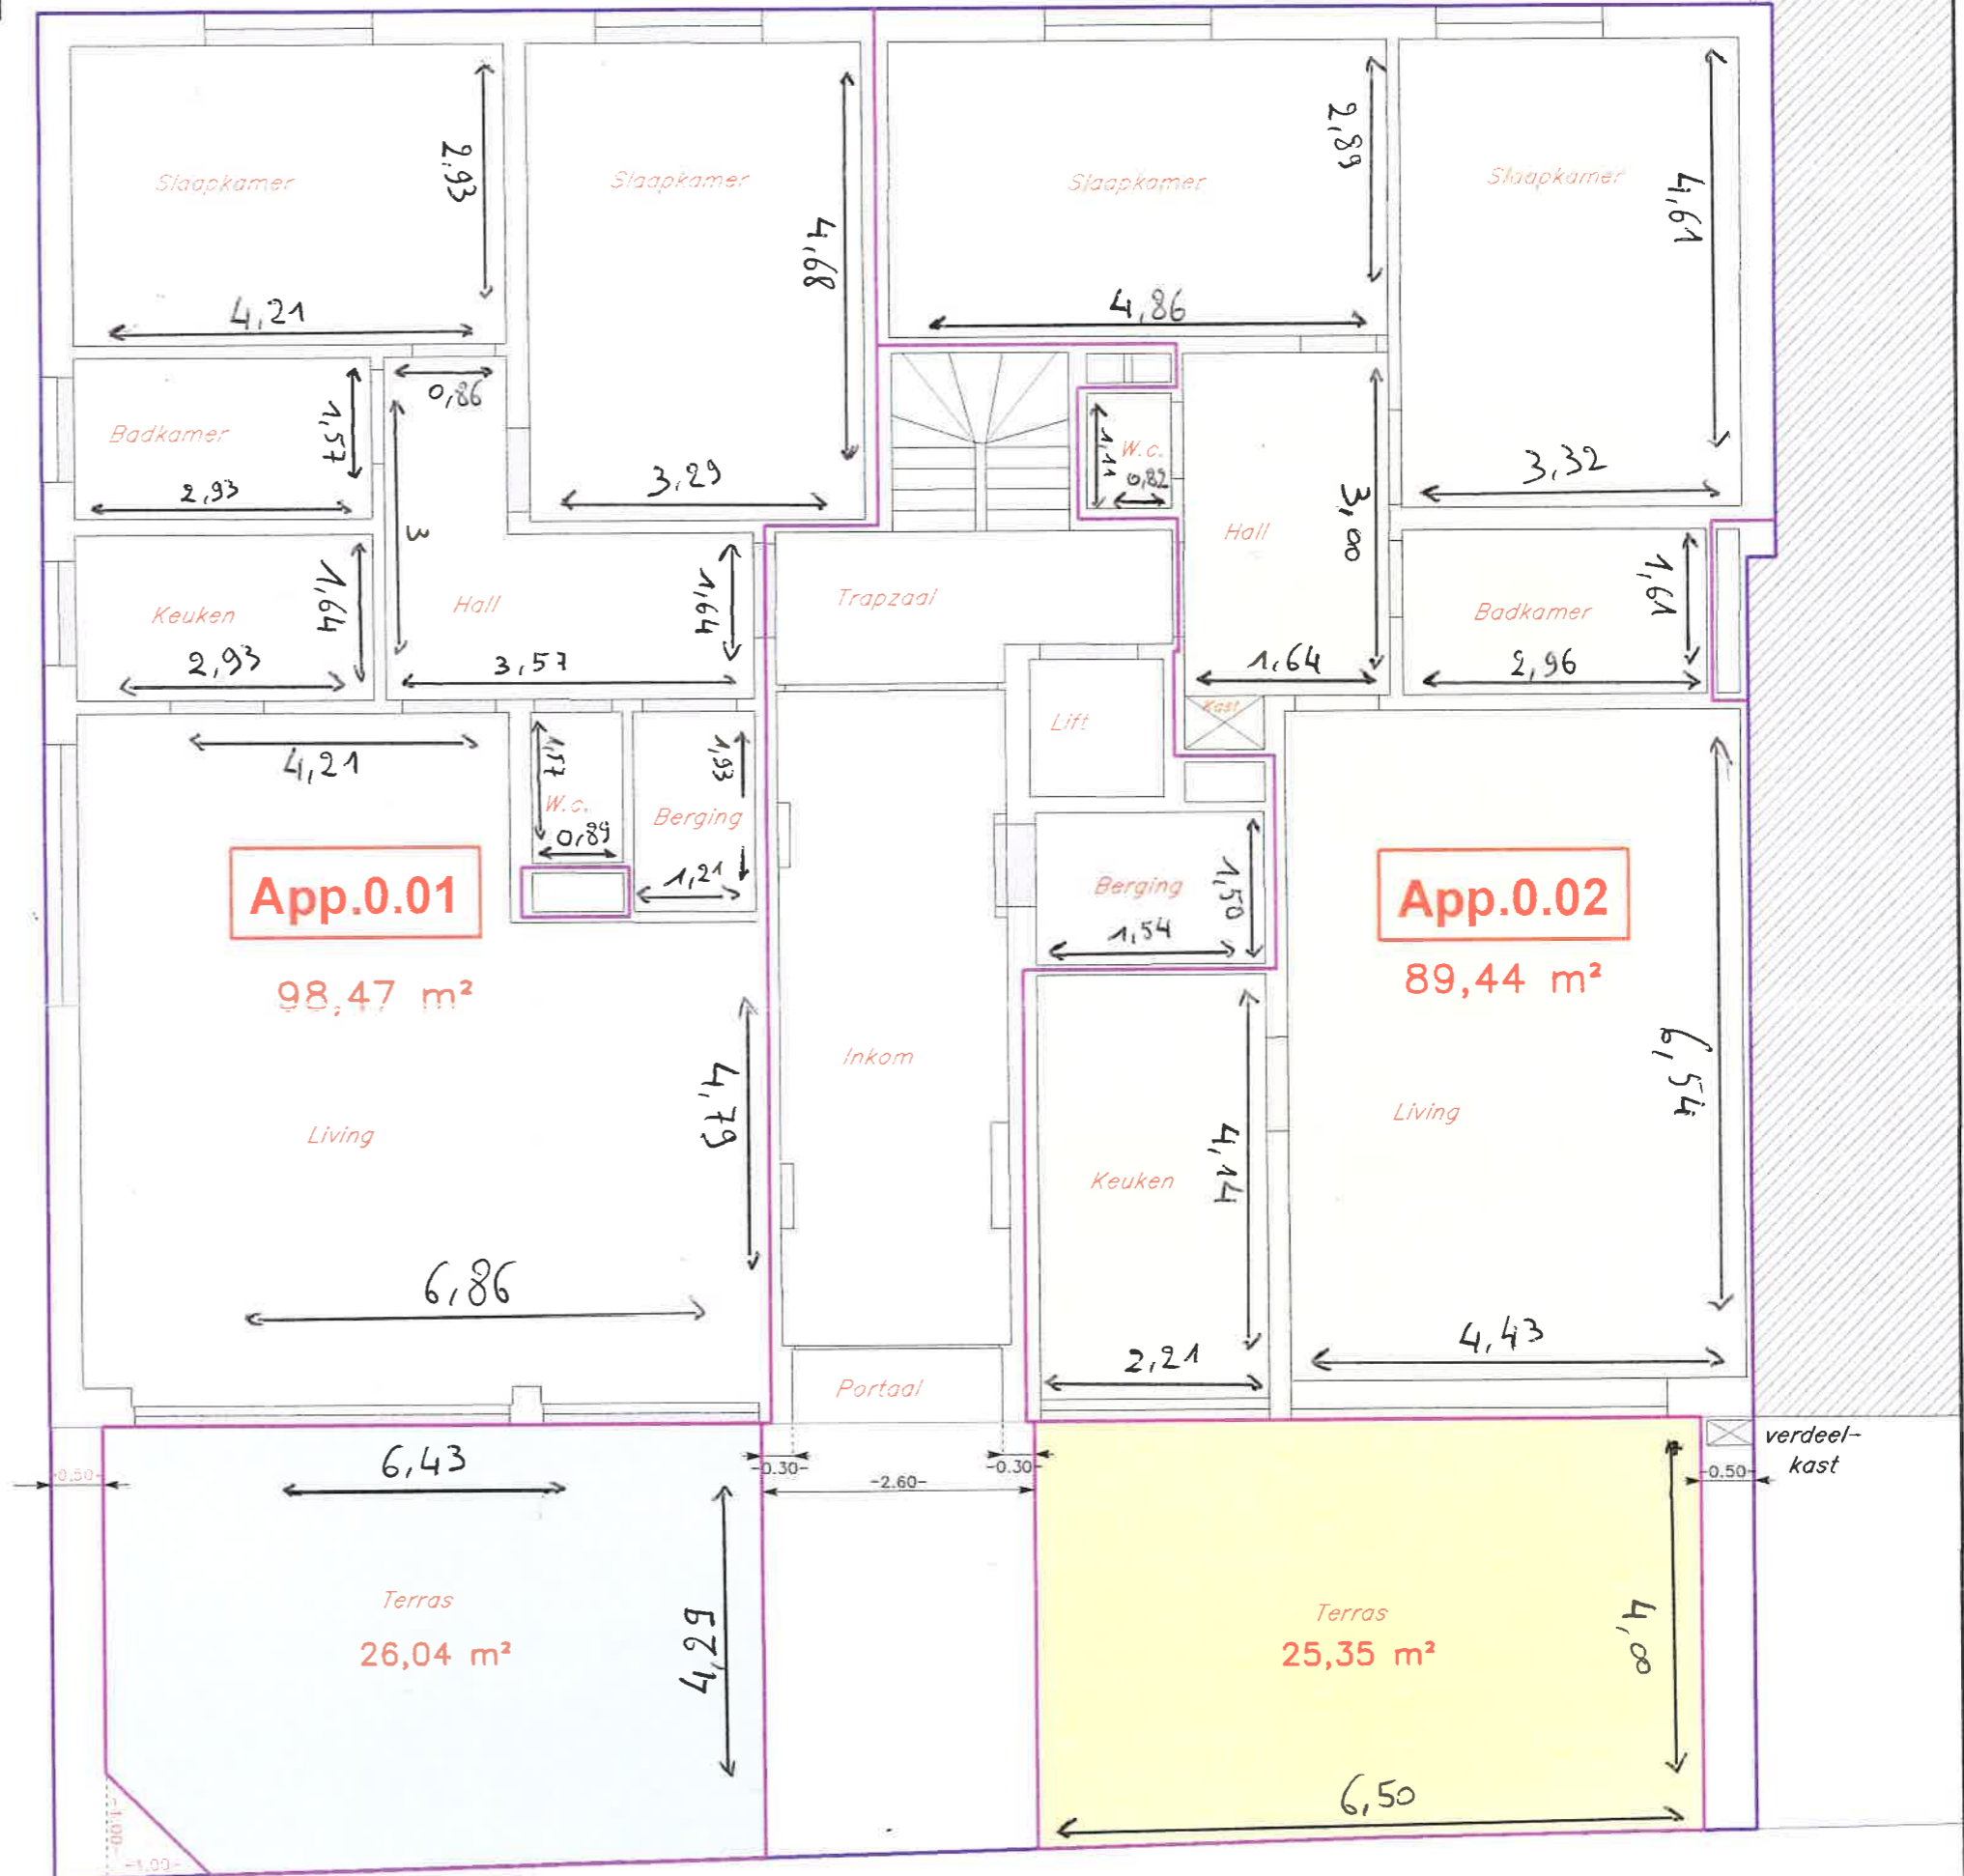 Slaapkamer
2,93
4,21
Slaapkamer
4,68
3,29
Slaapkamer
2,89
4,86
Slaapkamer
4,61
3,32
Badkamer
1,57
2,93
0,86
3
Keuken
1,64
2,93
Hall
1,64
3,57
Trapzaal
W.c.
1,11
0,82
Hall
3,00
1,64
Badkamer
1,61
2,96
Lift
Kast
4,21
1,57
W.c.
0,89
1,93
Berging
1,21
App.0.01
98,47 m²
Living
4,79
6,86
Inkom
Portaal
Berging
1,50
1,54
Keuken
4,14
2,21
App.0.02
89,44 m²
Living
6,54
4,43
-0.50-
6,43
Terras
26,04 m²
4,29
-1.00-
-1.00-
-0.30-
-2.60-
-0.30-
Terras
25,35 m²
4,00
6,50
-0.50-
verdeel-
kast